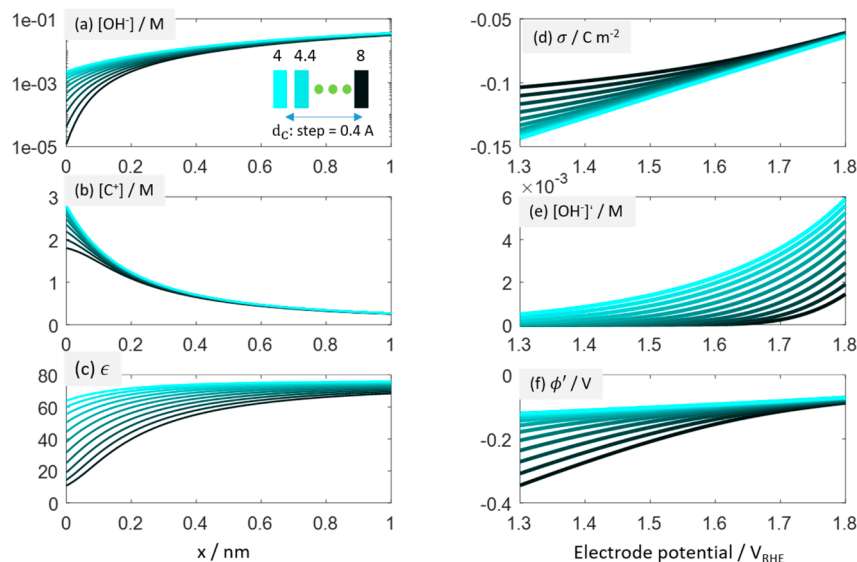 (a) [OH⁻] / M
1e-01
1e-03
1e-05
4 4.4 8
d_C: step = 0.4 A
0 0.2 0.4 0.6 0.8 1
(b) [C⁺] / M
3
2
1
0
0 0.2 0.4 0.6 0.8 1
(c) ϵ
80
60
40
20
0
0 0.2 0.4 0.6 0.8 1
x / nm
(d) σ / C m⁻²
-0.05
-0.1
-0.15
1.3 1.4 1.5 1.6 1.7 1.8
×10⁻³
(e) [OH⁻]‘ / M
6
4
2
0
1.3 1.4 1.5 1.6 1.7 1.8
(f) ϕ′ / V
0
-0.2
-0.4
1.3 1.4 1.5 1.6 1.7 1.8
Electrode potential / V_RHE